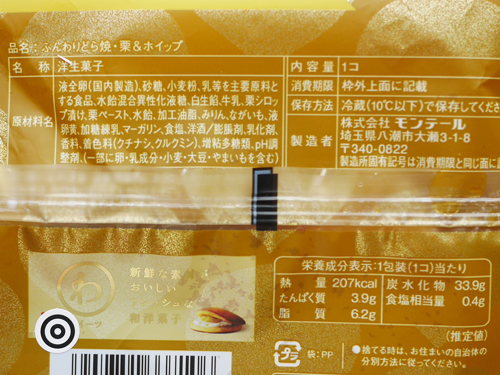 品名:ふんわりどら焼・栗&ホイップ
名称 洋生菓子
原材料名 液全卵(国内製造)、砂糖、小麦粉、乳等を主要原料と
する食品、水飴混合異性化液糖、白生餡、牛乳、栗シロッ
プ漬け、栗ペースト、水飴、加工油脂、みりん、ながいも、液
卵黄、加糖練乳、マーガリン、食塩、洋酒/膨脹剤、乳化剤、
香料、着色料(クチナシ、クルクミン)、増粘多糖類、pH調
整剤、(一部に卵・乳成分・小麦・大豆・やまいもを含む)
内容量 1コ
消費期限 枠外上面に記載
保存方法 冷蔵(10℃以下)で保存してくださ
製造者 株式会社モンテール
埼玉県八潮市大瀬3-1-8
〒340-0822
製造所固有記号は消費期限と同じ面に
わ
新鮮な素
おいしい
和洋菓子
栄養成分表示:1包装(1コ)当たり
熱量 207kcal 炭水化物 33.9g
たんぱく質 3.9g 食塩相当量 0.4g
脂質 6.2g
(推定値)
プラ
袋:PP
●捨てる時は、お住まいの自治体の
分別方法に従ってください。